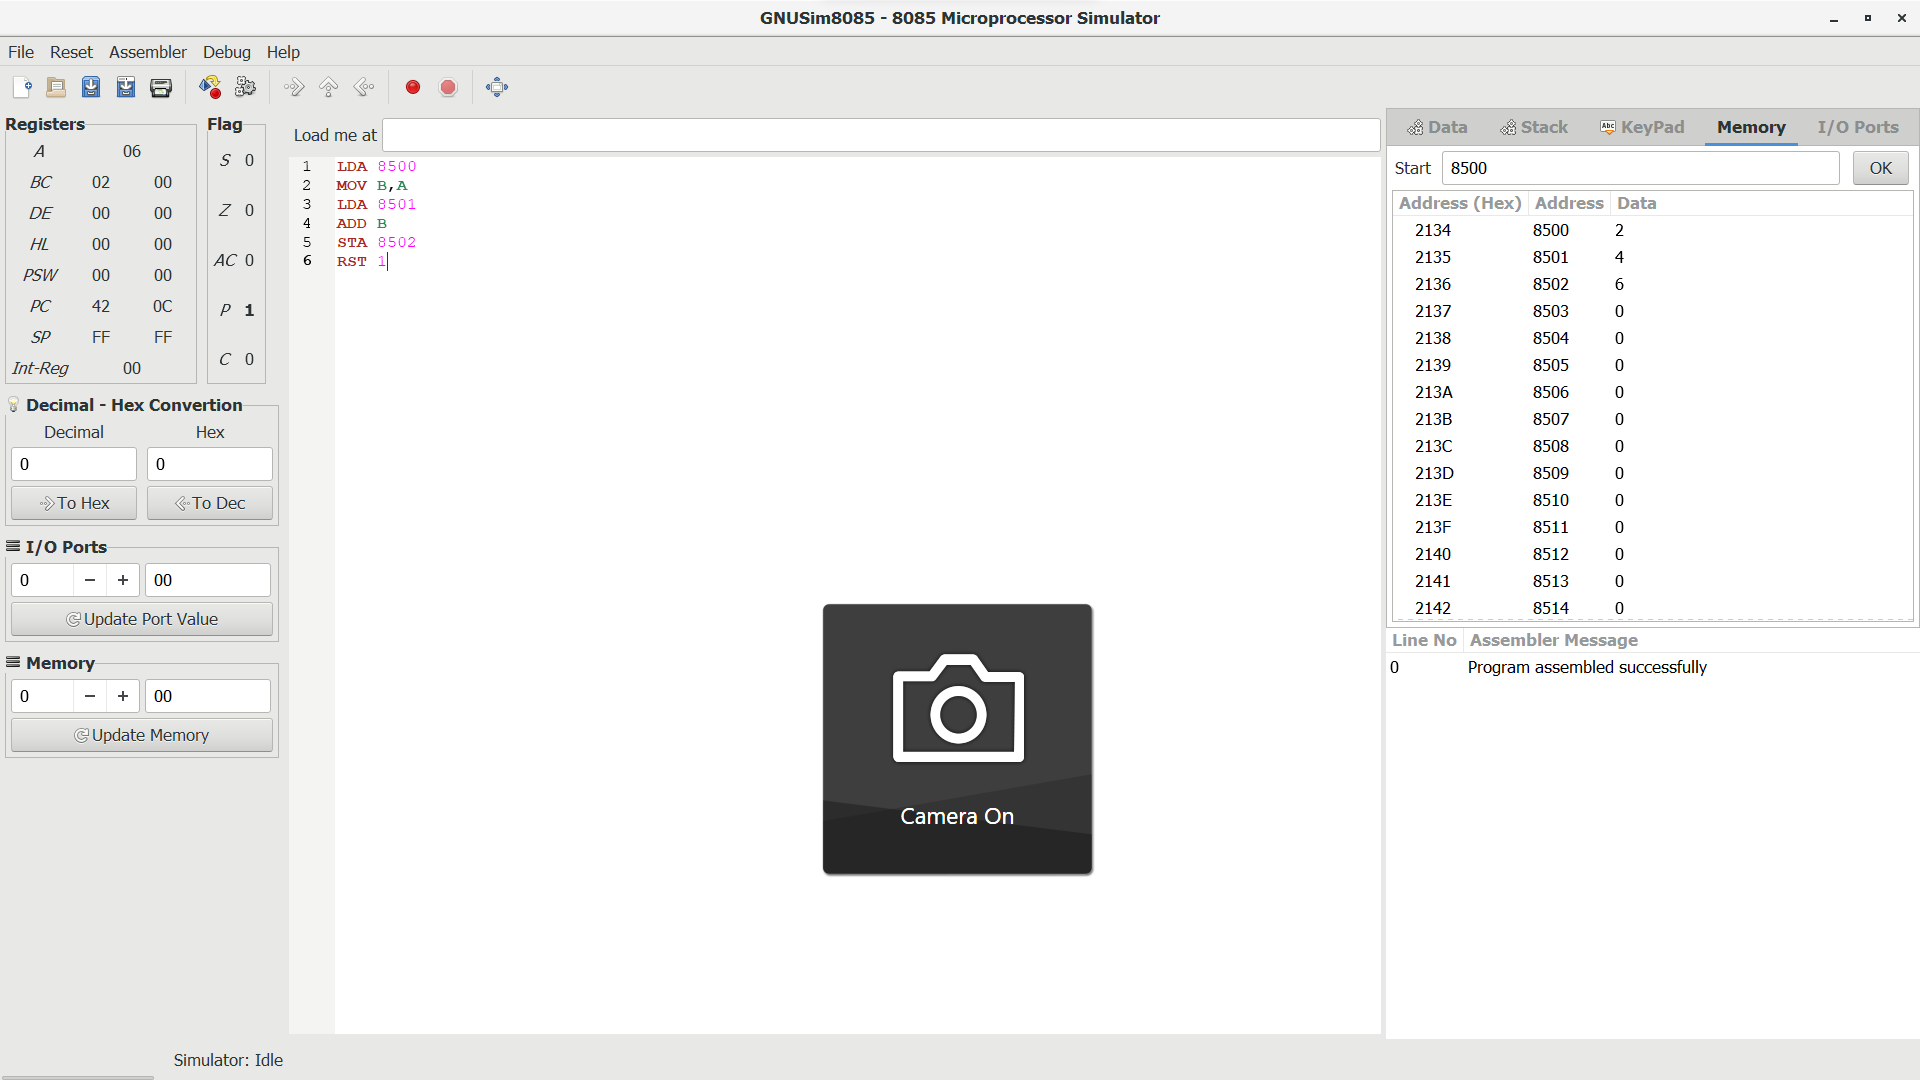 GNUSim8085 - 8085 Microprocessor Simulator
File Reset Assembler Debug Help
Registers
A 06
BC 02 00
DE 00 00
HL 00 00
PSW 00 00
PC 42 0C
SP FF FF
Int-Reg 00
Flag
S 0
Z 0
AC 0
P 1
C 0
Decimal - Hex Convertion
Decimal Hex
0 0
To Hex To Dec
I/O Ports
0 − + 00
Update Port Value
Memory
0 − + 00
Update Memory
Load me at
1 LDA 8500
2 MOV B,A
3 LDA 8501
4 ADD B
5 STA 8502
6 RST 1
Camera On
Data Stack Abc KeyPad Memory I/O Ports
Start 8500 OK
Address (Hex) Address Data
2134 8500 2
2135 8501 4
2136 8502 6
2137 8503 0
2138 8504 0
2139 8505 0
213A 8506 0
213B 8507 0
213C 8508 0
213D 8509 0
213E 8510 0
213F 8511 0
2140 8512 0
2141 8513 0
2142 8514 0
Line No Assembler Message
0 Program assembled successfully
Simulator: Idle